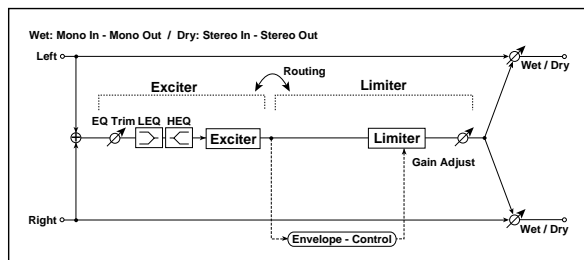 Wet: Mono In - Mono Out / Dry: Stereo In - Stereo Out
Left
Wet / Dry
Routing
Exciter
Limiter
EQ Trim LEQ HEQ
Exciter
Limiter
Gain Adjust
Right
Wet / Dry
Envelope - Control